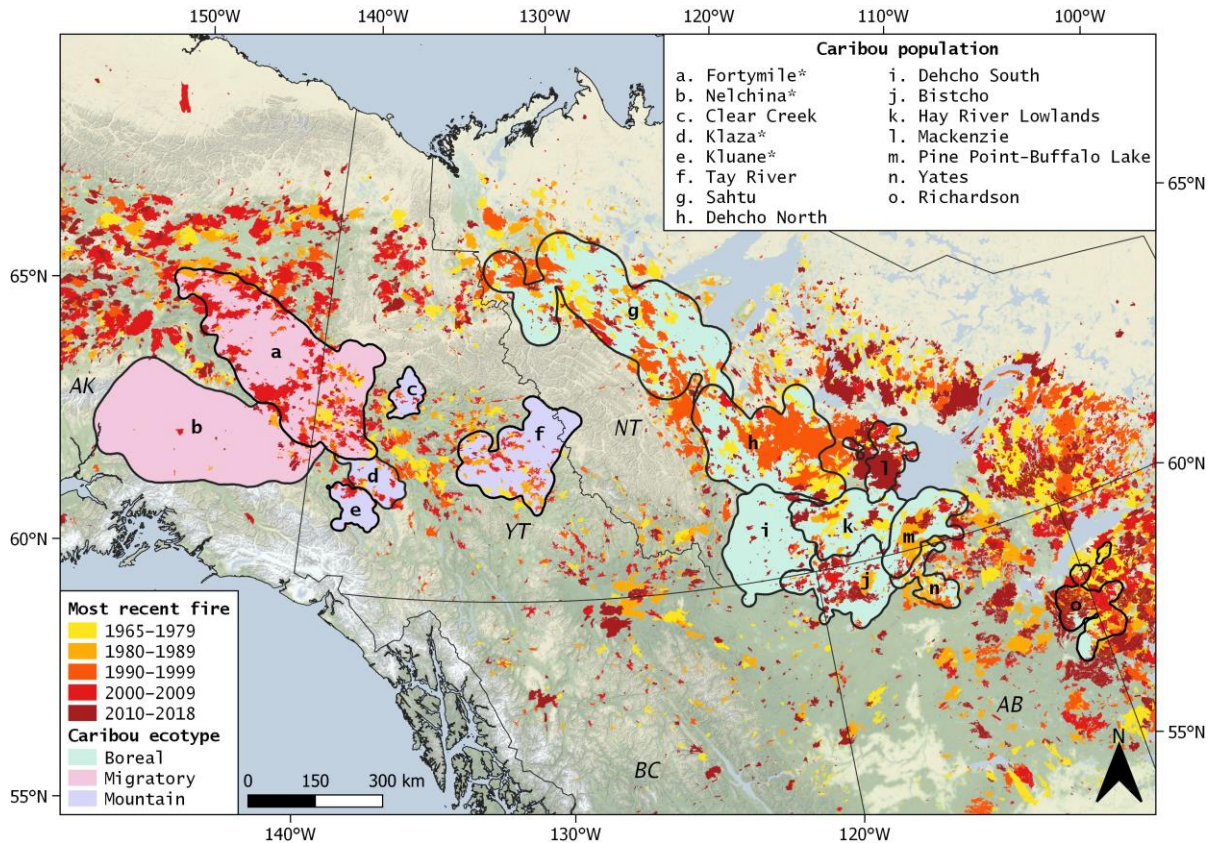 150°W 140°W 130°W 120°W 110°W 100°W
Caribou population
a. Fortymile*
b. Nelchina*
c. Clear Creek
d. Klaza*
e. Kluane*
f. Tay River
g. Sahtu
h. Dehcho North
i. Dehcho South
j. Bistcho
k. Hay River Lowlands
l. Mackenzie
m. Pine Point-Buffalo Lake
n. Yates
o. Richardson
65°N 65°N
g
a
AK c
b f NT h
l
d 60°N
e k
60°N YT i m
j
n
o
Most recent fire
1965–1979
1980–1989
1990–1999
2000–2009
2010–2018
Caribou ecotype
Boreal
Migratory
Mountain
AB
N
55°N
BC
0 150 300 km
55°N
140°W 130°W 120°W